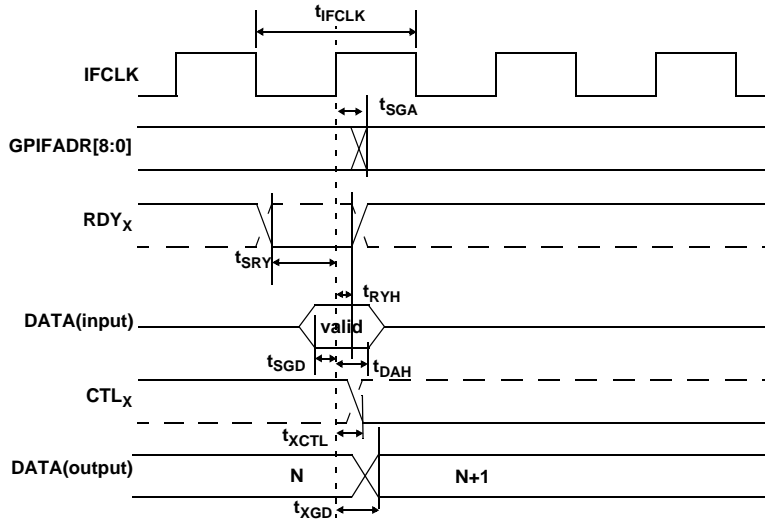 tIFCLK
IFCLK
tSGA
GPIFADR[8:0]
RDYX
tSRY
tRYH
DATA(input)
valid
tSGD
tDAH
CTLX
tXCTL
DATA(output)
N
N+1
tXGD